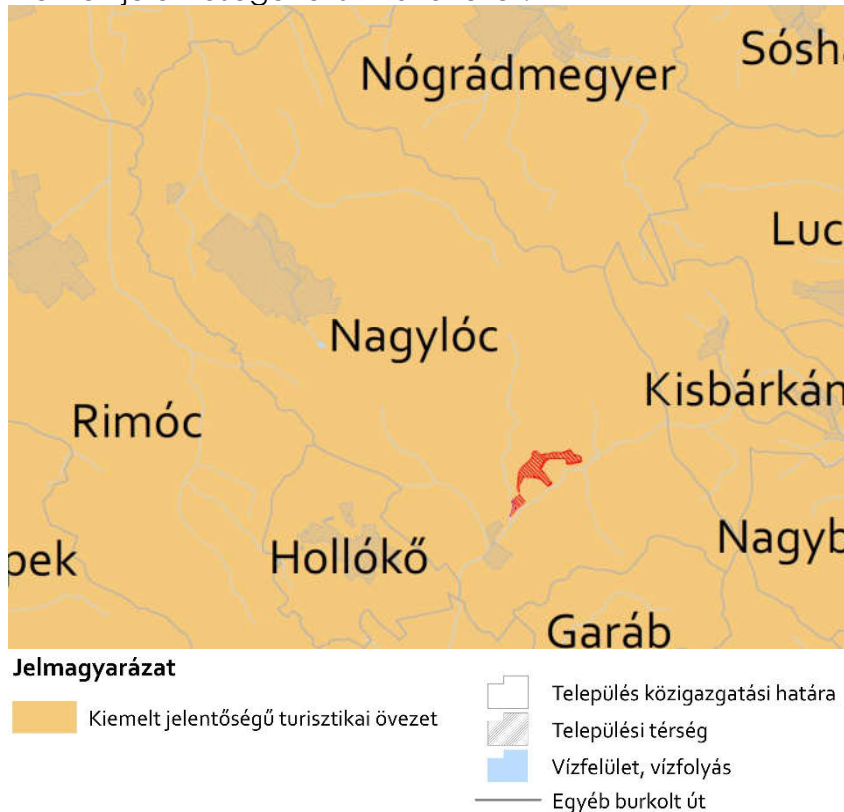 Nógrádmegyer
Sósha
Luc
Nagylóc
Kisbárkán
Rimóc
Nagyb
pek
Hollókő
Garáb
Jelmagyarázat
Kiemelt jelentőségű turisztikai övezet
Település közigazgatási határa
Települési térség
Vízfelület, vízfolyás
Egyéb burkolt út